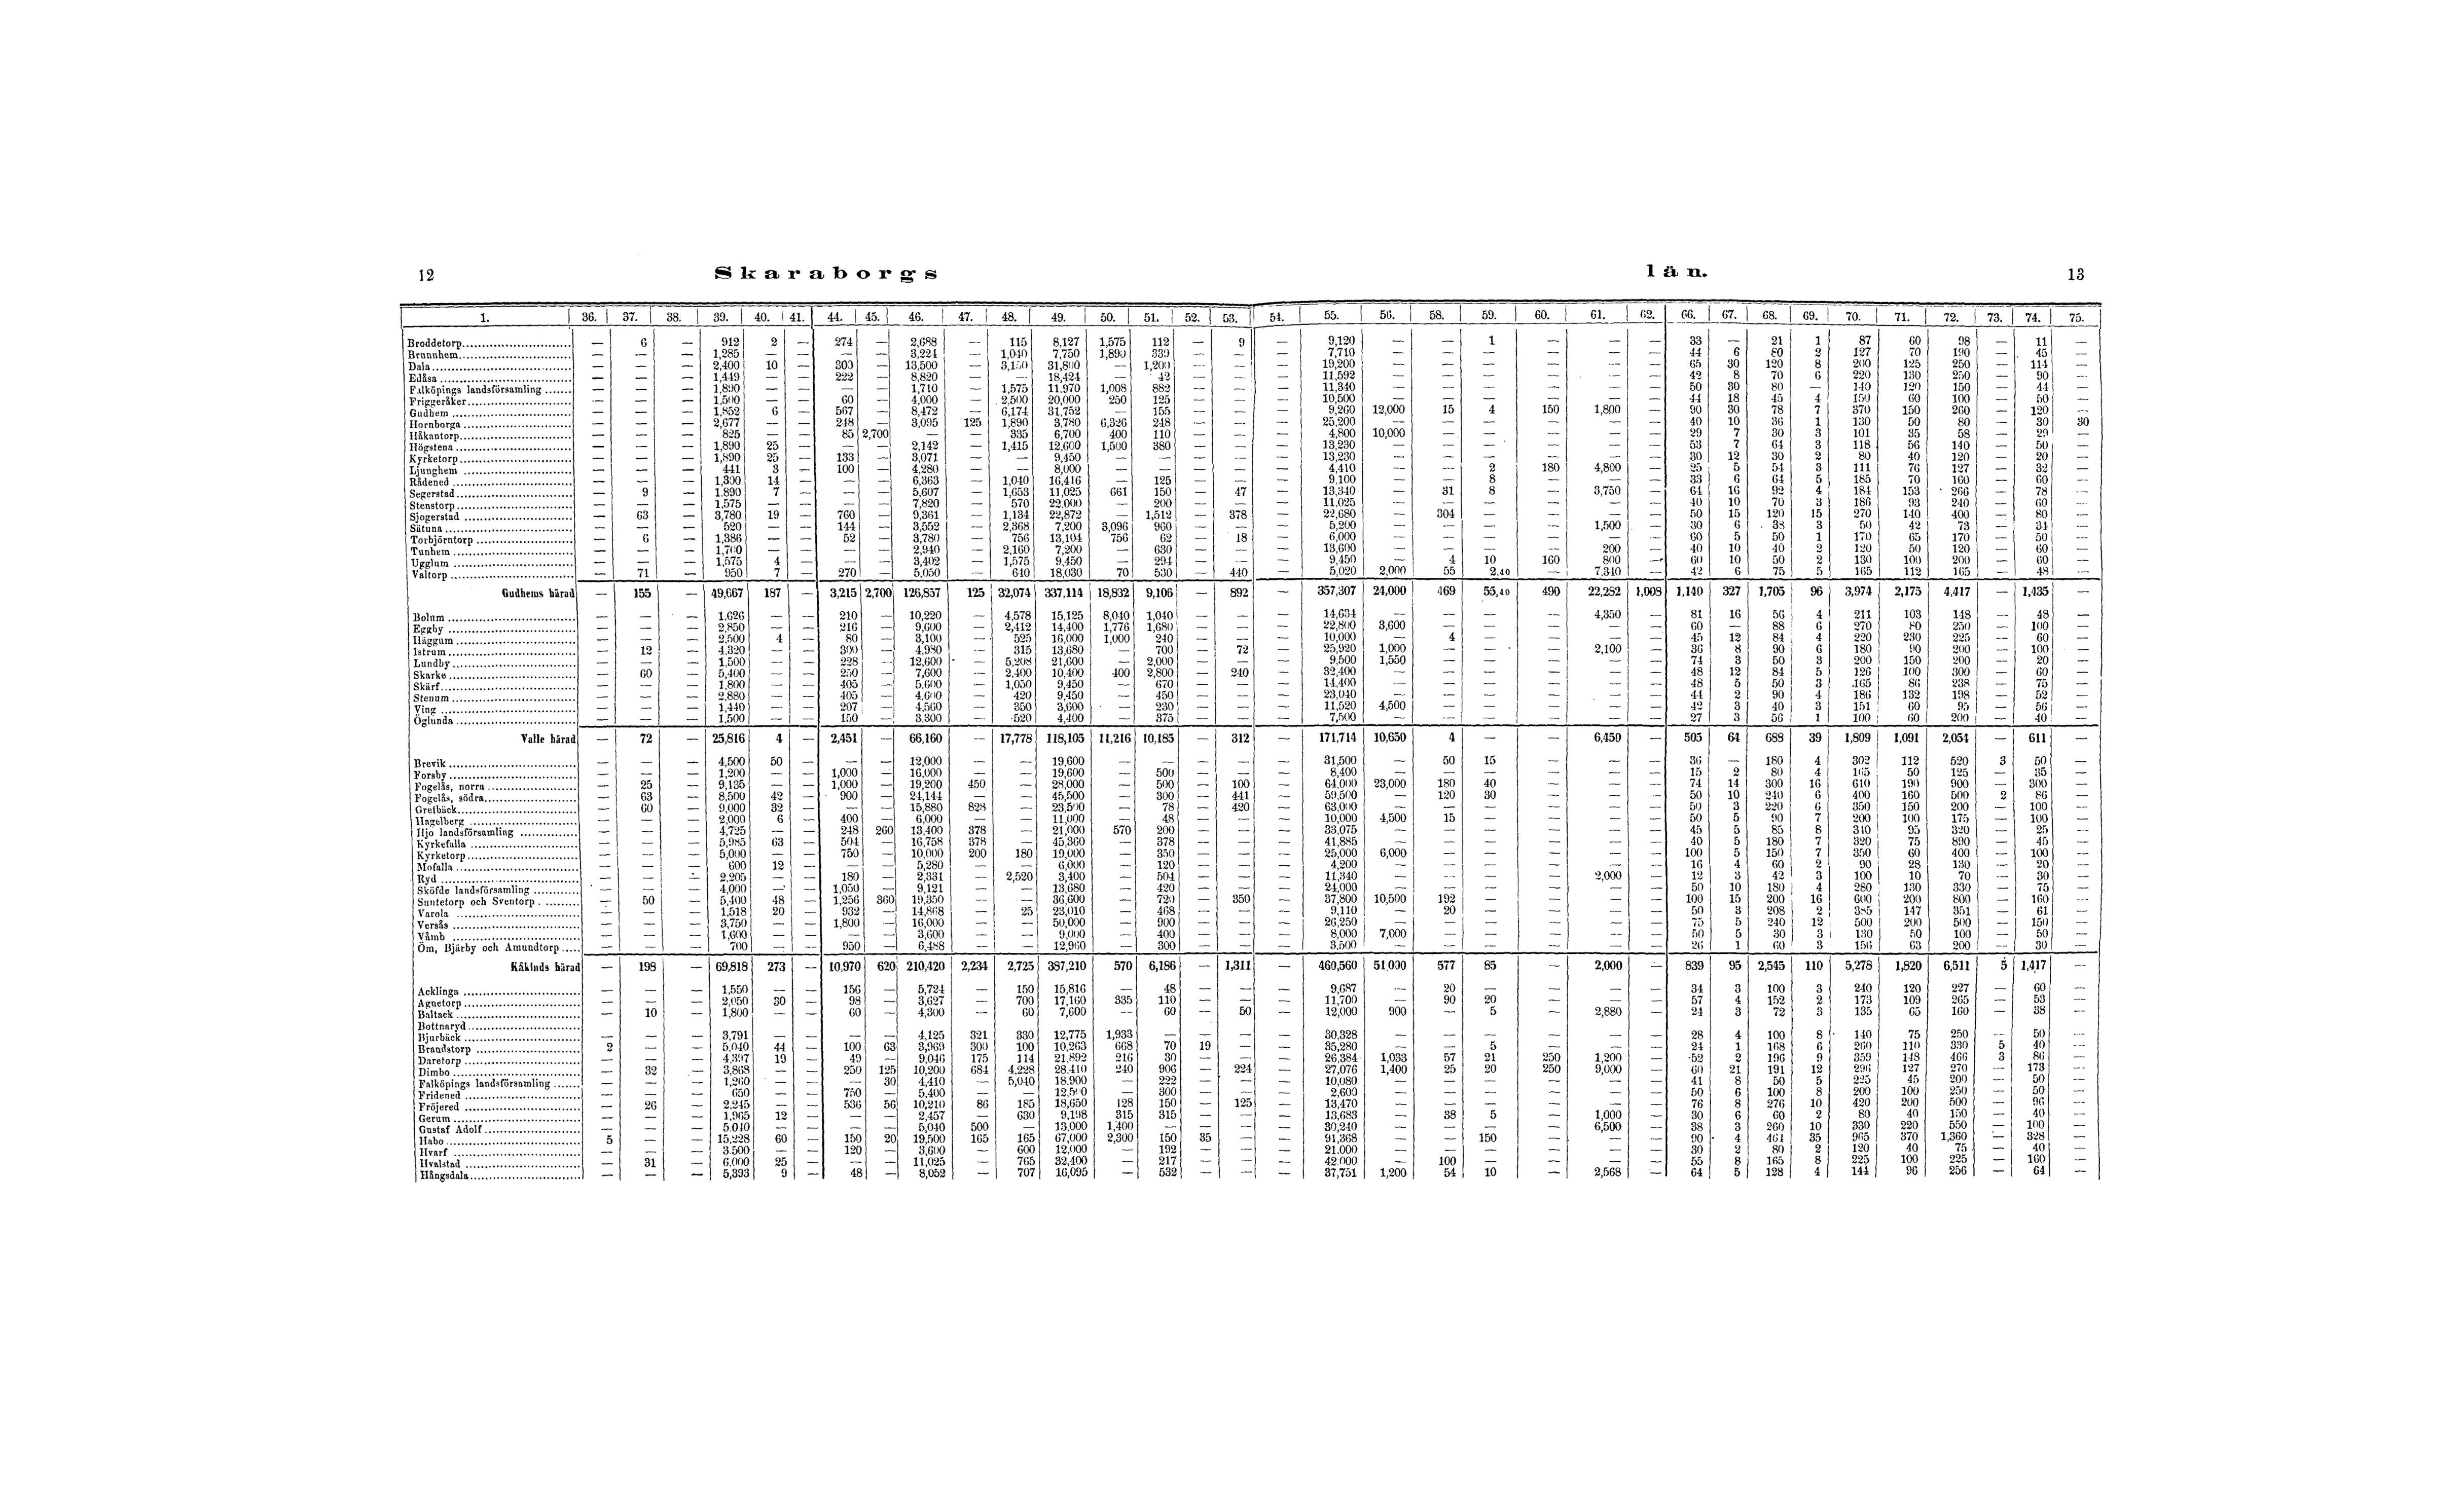 12 Skaraborgs län. 13
1. 36. 37. 38. 39. 40. 41. 44. 45. 46. 47. 48. 49. 50. 51. 52. 53. 54. 55. 56. 58. 59. 60. 61. 62. 66. 67. 68. 69. 70. 71. 72. 73. 74. 75.
Broddetorp — 6 — 912 2 — 274 — 2,688 — 115 8,127 1,575 112 — 9 — 9,120 — — 1 — — — 33 — 21 1 87 60 98 — 11 —
Brunnhem — — — 1,285 — — — — 3,224 — 1,040 7,750 1,890 339 — — — 7,710 — — — — — — 44 6 80 2 127 70 190 — 45 —
Dala — — — 2,400 10 — 300 — 13,500 — 3,150 31,800 — 1,200 — — — 19,200 — — — — — — 65 30 120 8 200 125 250 — 114 —
Edåsa — — — 1,449 — — 222 — 8,820 — — 18,424 — 42 — — — 11,592 — — — — — — 42 8 70 6 220 130 250 — 90 —
Falköpings landsförsamling — — — 1,890 — — — — 1,710 — 1,575 11,970 1,008 882 — — — 11,340 — — — — — — 50 30 80 — 140 120 150 — 44 —
Friggeråker — — — 1,500 — — 60 — 4,000 — 2,500 20,000 250 125 — — — 10,500 — — — — — — 44 18 45 4 150 60 100 — 50 —
Gudhem — — — 1,852 6 — 567 — 8,472 — 6,174 31,752 — 155 — — — 9,260 12,000 15 4 150 1,800 — 90 30 78 7 370 150 260 — 120 —
Hornborga — — — 2,677 — — 248 — 3,095 125 1,890 3,780 6,326 248 — — — 25,200 — — — — — — 40 10 36 1 130 50 80 — 30 30
Håkantorp — — — 825 — — 85 2,700 — — 335 6,700 400 110 — — — 4,800 10,000 — — — — — 29 7 30 3 101 35 58 — 29 —
Högstena — — — 1,890 25 — — — 2,142 — 1,415 12,600 1,500 380 — — — 13,230 — — — — — — 53 7 64 3 118 56 140 — 50 —
Kyrketorp — — — 1,890 25 — 133 — 3,071 — — 9,450 — — — — — 13,230 — — — — — — 30 12 30 2 80 40 120 — 20 —
Ljunghem — — — 441 3 — 100 — 4,280 — — 8,000 — — — — — 4,410 — — 2 180 4,800 — 25 5 54 3 111 76 127 — 32 —
Rådened — — — 1,300 14 — — — 6,363 — 1,040 16,416 — 125 — — — 9,100 — — 8 — — — 33 6 64 5 185 70 160 — 60 —
Segerstad — 9 — 1,890 7 — — — 5,607 — 1,653 11,025 661 150 — 47 — 13,340 — 31 8 — 3,750 — 64 16 92 4 184 153 266 — 78 —
Stenstorp — — — 1,575 — — — — 7,820 — 570 22,000 — 200 — — — 11,025 — — — — — — 40 10 70 3 186 93 240 — 60 —
Sjogerstad — 63 — 3,780 19 — 760 — 9,361 — 1,134 22,872 — 1,512 — 378 — 22,680 — 304 — — — — 50 15 120 15 270 140 400 — 80 —
Sätuna — — — 520 — — 144 — 3,552 — 2,368 7,200 3,096 960 — — — 5,200 — — — — 1,500 — 30 6 38 3 50 42 73 — 34 —
Torbjörntorp — 6 — 1,386 — — 52 — 3,780 — 756 13,104 756 62 — 18 — 6,000 — — — — — — 60 5 50 1 170 65 170 — 50 —
Tunhem — — — 1,700 — — — — 2,940 — 2,160 7,200 — 630 — — — 13,600 — — — — 200 — 40 10 40 2 120 50 120 — 60 —
Ugglum — — — 1,575 4 — — — 3,402 — 1,575 9,450 — 294 — — — 9,450 — 4 10 160 800 — 60 10 50 2 130 100 200 — 60 —
Valtorp — 71 — 950 7 — 270 — 5,050 — 640 18,030 70 530 — 440 — 5,020 2,000 55 2,40 — 7,340 — 42 6 75 5 165 112 165 — 48 —
Gudhems härad — 155 — 49,667 187 — 3,215 2,700 126,857 125 32,074 337,114 18,832 9,106 — 892 — 357,307 24,000 469 55,40 490 22,282 1,008 1,140 327 1,705 96 3,974 2,175 4,417 — 1,435 —
Bolum — — — 1,626 — — 210 — 10,220 — 4,578 15,125 8,040 1,040 — — — 14,634 — — — — 4,350 — 81 16 56 4 211 103 148 — 48 —
Eggby — — — 2,850 — — 216 — 9,600 — 2,412 14,400 1,776 1,680 — — — 22,800 3,600 — — — — — 60 — 88 6 270 80 250 — 100 —
Häggum — — — 2,500 4 — 80 — 3,100 — 525 16,000 1,000 240 — — — 10,000 — 4 — — — — 45 12 84 4 220 230 225 — 60 —
Istrum — 12 — 4,320 — — 300 — 4,980 — 315 13,680 — 700 — 72 — 25,920 1,000 — — — 2,100 — 36 8 90 6 180 90 200 — 100 —
Lundby — — — 1,500 — — 228 — 12,600 — 5,208 21,600 — 2,000 — — — 9,500 1,550 — — — — — 74 3 50 3 200 150 200 — 20 —
Skarke — 60 — 5,400 — — 250 — 7,600 — 2,400 10,400 400 2,800 — 240 — 32,400 — — — — — — 48 12 84 5 126 100 300 — 60 —
Skärf — — — 1,800 — — 405 — 5,600 — 1,050 9,450 — 670 — — — 14,400 — — — — — — 48 5 50 3 165 86 238 — 75 —
Stenum — — — 2,880 — — 405 — 4,600 — 420 9,450 — 450 — — — 23,040 — — — — — — 44 2 90 4 186 132 198 — 52 —
Ving — — — 1,440 — — 207 — 4,560 — 350 3,600 — 230 — — — 11,520 4,500 — — — — — 42 3 40 3 151 60 95 — 56 —
Öglunda — — — 1,500 — — 150 — 3,300 — 520 4,400 — 375 — — — 7,500 — — — — — — 27 3 56 1 100 60 200 — 40 —
Valle härad — 72 — 25,816 4 — 2,451 — 66,160 — 17,778 118,105 11,216 10,185 — 312 — 171,714 10,650 4 — — 6,450 — 505 64 688 39 1,809 1,091 2,054 — 611 —
Brevik — — — 4,500 50 — — — 12,000 — — 19,600 — — — — — 31,500 — 50 15 — — — 36 — 180 4 302 112 520 3 50 —
Forsby — — — 1,200 — — 1,000 — 16,000 — — 19,600 — 500 — — — 8,400 — — — — — — 15 2 80 4 165 50 125 — 35 —
Fogelås, norra — 25 — 9,135 — — 1,000 — 19,200 450 — 28,000 — 500 — 100 — 64,000 23,000 180 40 — — — 74 14 300 16 610 190 900 — 300 —
Fogelås, södra — 63 — 8,500 42 — 900 — 24,144 — — 45,500 — 300 — 441 — 59,500 — 120 30 — — — 50 10 240 6 400 160 500 2 86 —
Grefbäck — 60 — 9,000 32 — — — 15,880 828 — 23,500 — 78 — 420 — 63,000 — — — — — — 50 3 220 6 350 150 200 — 100 —
Hagelberg — — — 2,000 6 — 400 — 6,000 — — 11,000 — 48 — — — 10,000 4,500 15 — — — — 50 5 90 7 200 100 175 — 100 —
Hjo landsförsamling — — — 4,725 — — 248 260 13,400 378 — 21,000 570 200 — — — 33,075 — — — — — — 45 5 85 8 310 95 320 — 25 —
Kyrkefalla — — — 5,985 63 — 504 — 16,758 378 — 45,360 — 378 — — — 41,885 — — — — — — 40 5 180 7 320 75 890 — 45 —
Kyrketorp — — — 5,000 — — 750 — 10,000 200 180 19,000 — 350 — — — 25,000 6,000 — — — — — 100 5 150 7 350 60 400 — 100 —
Mofalla — — — 600 12 — — — 5,280 — — 6,000 — 120 — — — 4,200 — — — — — — 16 4 60 2 90 28 130 — 20 —
Ryd — — — 2,205 — — 180 — 2,331 — 2,520 3,400 — 504 — — — 11,340 — — — — 2,000 — 12 3 42 3 100 10 70 — 30 —
Sköfde landsförsamling — — — 4,000 — — 1,050 — 9,121 — — 13,680 — 420 — — — 24,000 — — — — — — 50 10 180 4 280 130 330 — 75 —
Suntetorp och Sventorp — 50 — 5,400 48 — 1,256 360 19,350 — — 36,600 — 720 — 350 — 37,800 10,500 192 — — — — 100 15 200 16 600 200 800 — 160 —
Varola — — — 1,518 20 — 932 — 14,868 — 25 23,010 — 468 — — — 9,110 — 20 — — — — 50 3 208 2 385 147 351 — 61 —
Versås — — — 3,750 — — 1,800 — 16,000 — — 50,000 — 900 — — — 26,250 — — — — — — 75 5 240 12 500 200 500 — 150 —
Våmb — — — 1,600 — — — — 3,600 — — 9,000 — 400 — — — 8,000 7,000 — — — — — 50 5 30 3 130 50 100 — 50 —
Öm, Bjärby och Amundtorp — — — 700 — — 950 — 6,488 — — 12,960 — 300 — — — 3,500 — — — — — — 26 1 60 3 156 63 200 — 30 —
Kåkinds härad — 198 — 69,818 273 — 10,970 620 210,420 2,234 2,725 387,210 570 6,186 — 1,311 — 460,560 51,000 577 85 — 2,000 — 839 95 2,545 110 5,278 1,820 6,511 5 1,417 —
Acklinga — — — 1,550 — — 156 — 5,724 — 150 15,816 — 48 — — — 9,687 — 20 — — — — 34 3 100 3 240 120 227 — 60 —
Agnetorp — — — 2,050 30 — 98 — 3,627 — 700 17,160 335 110 — — — 11,700 — 90 20 — — — 57 4 152 2 173 109 265 — 53 —
Baltack — 10 — 1,800 — — 60 — 4,300 — 60 7,600 — 60 — 50 — 12,000 900 — 5 — 2,880 — 24 3 72 3 135 65 160 — 38 —
Bottnaryd
Bjurbäck — — — 3,791 — — — — 4,125 321 330 12,775 1,933 — — — — 30,328 — — — — — — 28 4 100 8 140 75 250 — 50 —
Brandstorp 2 — — 5,040 44 — 100 63 3,969 300 100 10,263 668 70 19 — — 35,280 — — 5 — — — 24 1 168 6 260 110 330 5 40 —
Daretorp — — — 4,397 19 — 49 — 9,046 175 114 21,892 216 30 — — — 26,384 1,033 57 21 250 1,200 — 52 2 196 9 359 148 466 3 86 —
Dimbo — 32 — 3,868 — — 250 125 10,200 684 4,228 28,410 240 906 — 224 — 27,076 1,400 25 20 250 9,000 — 60 21 191 12 296 127 270 — 173 —
Falköpings landsförsamling — — — 1,260 — — — 30 4,410 — 5,040 18,900 — 222 — — — 10,080 — — — — — — 41 8 50 5 225 45 200 — 50 —
Fridened — — — 650 — — 750 — 5,400 — — 12,500 — 300 — — — 2,600 — — — — — — 50 6 100 8 200 100 250 — 50 —
Fröjered — 26 — 2,245 — — 536 56 10,210 86 185 18,650 128 150 — 125 — 13,470 — — — — — — 76 8 276 10 420 200 500 — 96 —
Gerum — — — 1,965 12 — — — 2,457 — 630 9,198 315 315 — — — 13,683 — 38 5 — 1,000 — 30 6 60 2 80 40 150 — 40 —
Gustaf Adolf — — — 5,040 — — — — 5,040 500 — 13,000 1,400 — — — — 30,240 — — — — 6,500 — 38 3 260 10 330 220 550 — 100 —
Habo 5 — — 15,228 60 — 150 20 19,500 165 165 67,000 2,300 150 35 — — 91,368 — — 150 — — — 90 4 461 35 965 370 1,360 — 328 —
Hvarf — — — 3,500 — — 120 — 3,600 — 600 12,000 — 192 — — — 21,000 — — — — — — 30 2 80 2 120 40 75 — 40 —
Hvalstad — 31 — 6,000 25 — — — 11,025 — 765 32,400 — 217 — — — 42,000 — 100 — — — — 55 8 165 8 225 100 225 — 160 —
Hångsdala — — — 5,393 9 — 48 — 8,052 — 707 16,095 — 532 — — — 37,751 1,200 54 10 — 2,568 — 64 5 128 4 144 96 256 — 64 —